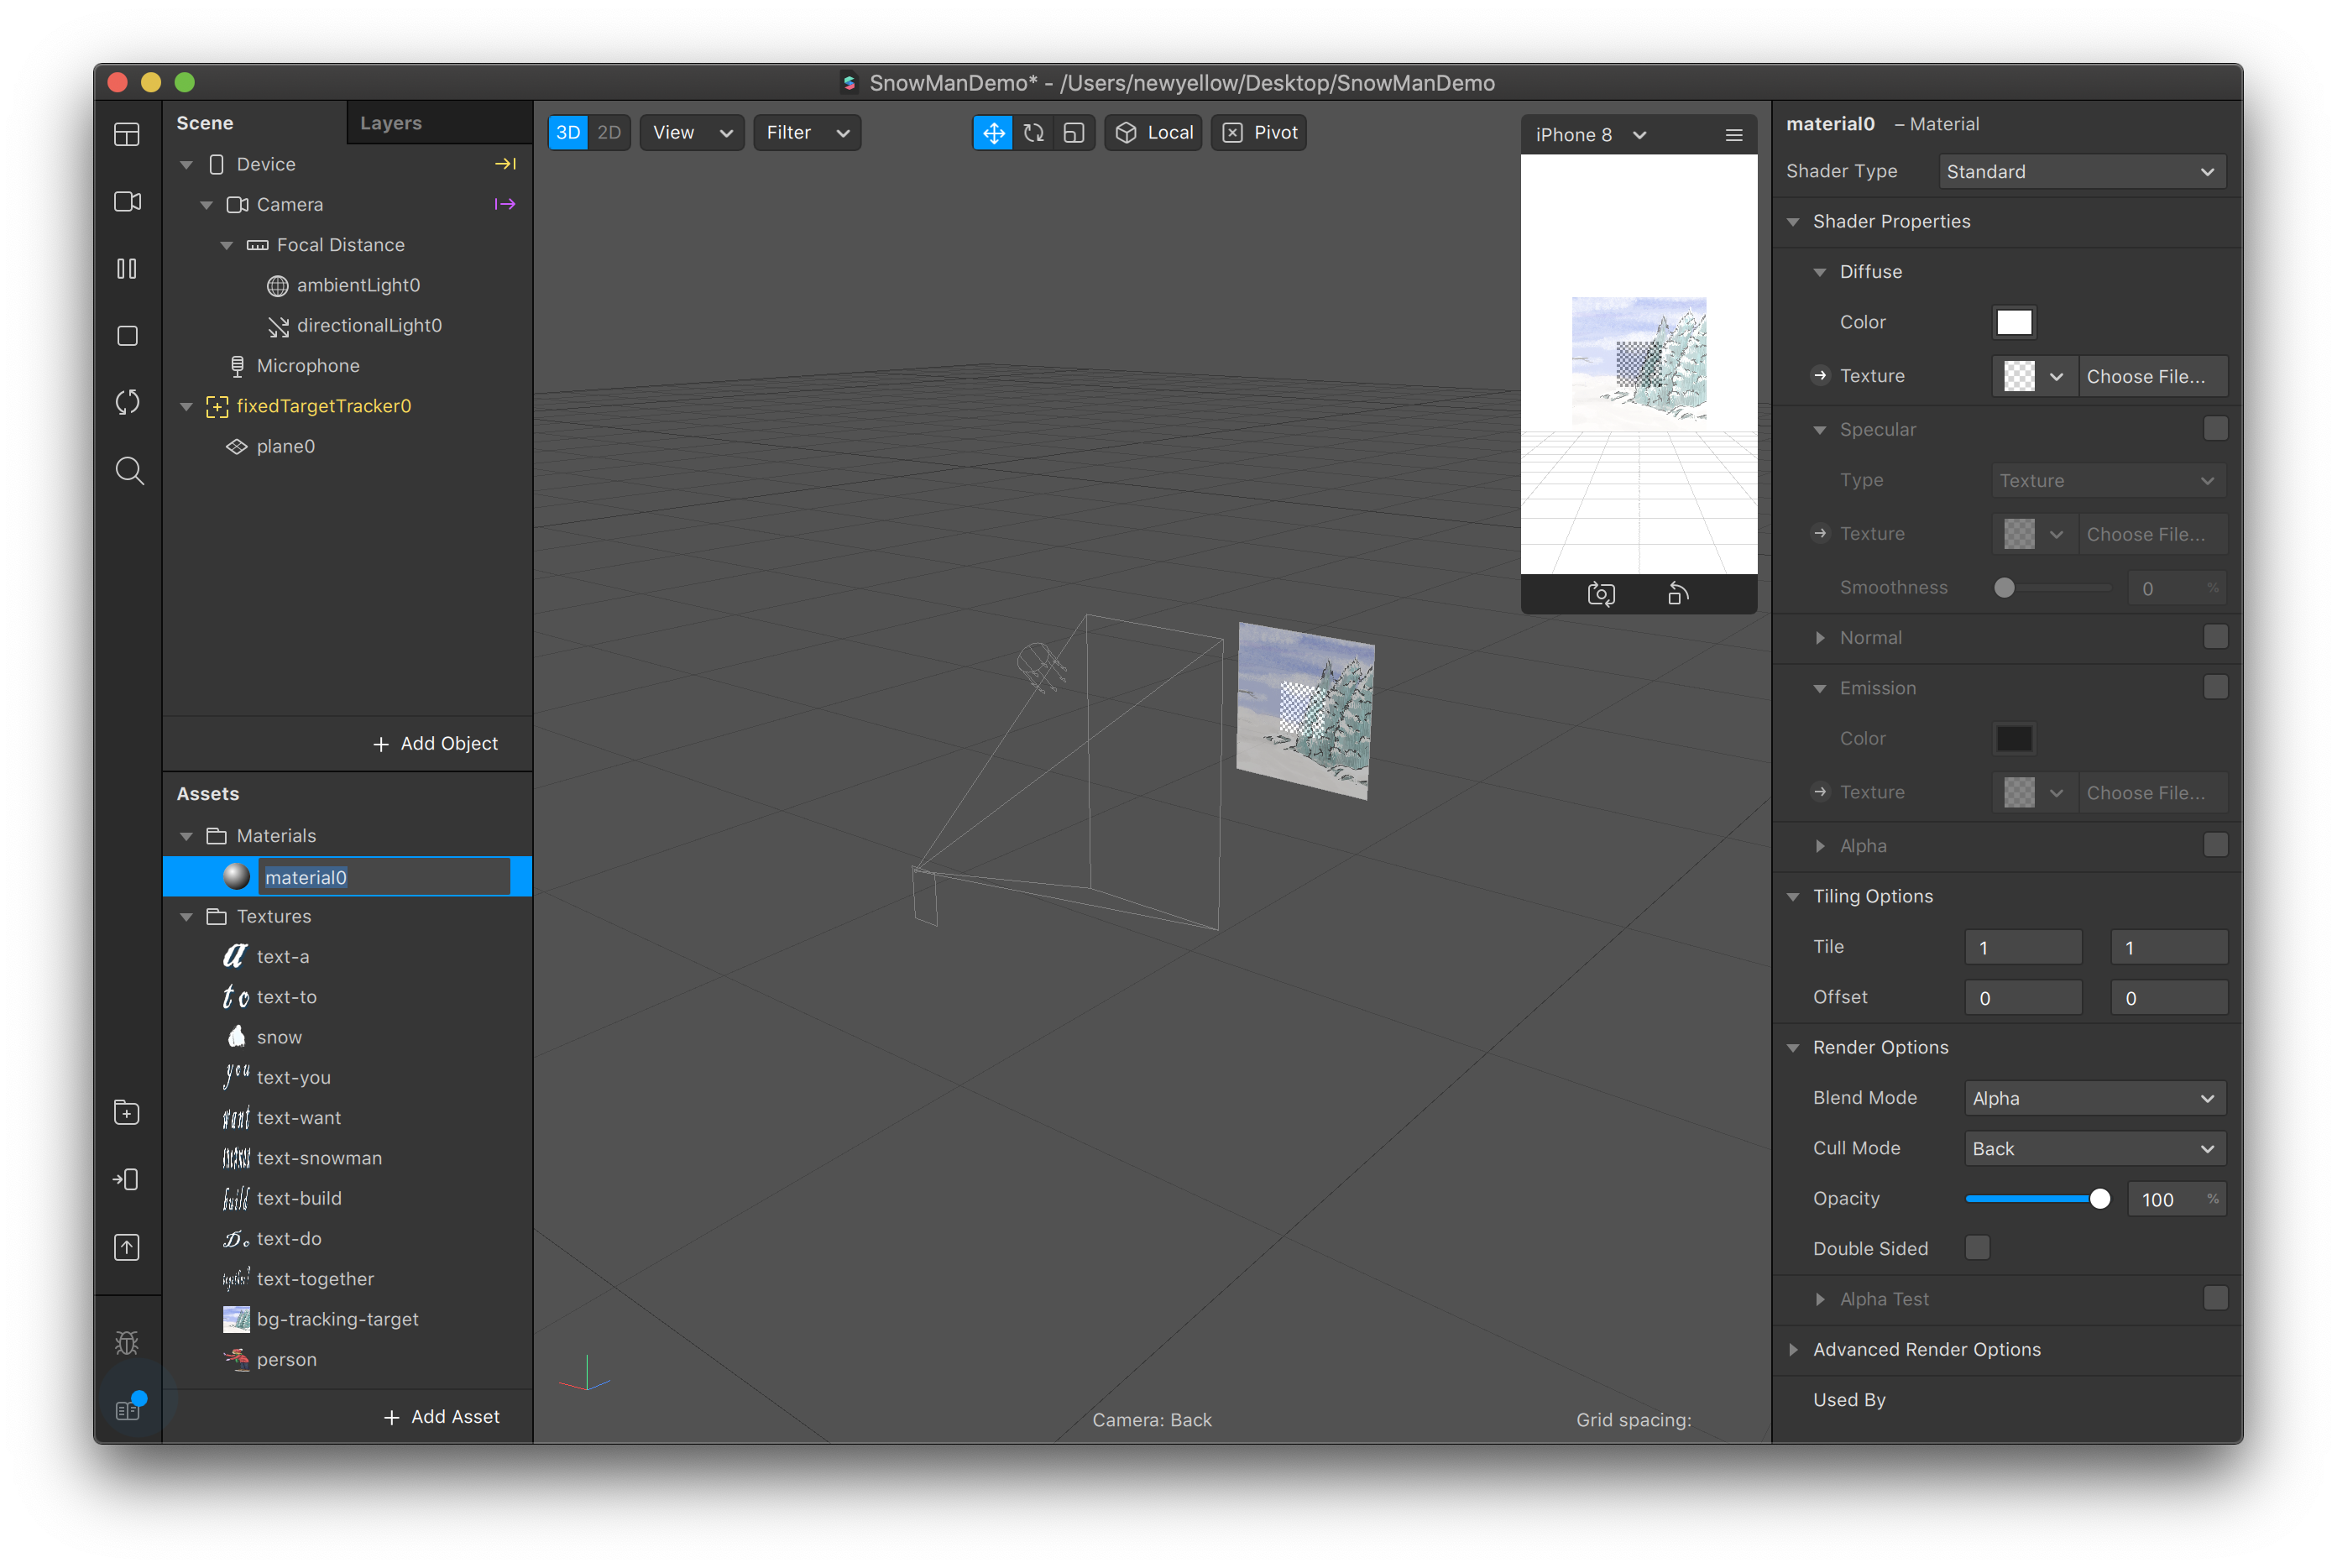 SnowManDemo* - /Users/newyellow/Desktop/SnowManDemo
Scene
Layers
Device
Camera
Focal Distance
ambientLight0
directionalLight0
Microphone
fixedTargetTracker0
plane0
+ Add Object
Assets
Materials
material0
Textures
a text-a
to text-to
snow
you text-you
want text-want
text-snowman
build text-build
Do text-do
text-together
bg-tracking-target
person
+ Add Asset
3D 2D View Filter Local Pivot
iPhone 8
Camera: Back
Grid spacing:
material0 – Material
Shader Type Standard
Shader Properties
Diffuse
Color
Texture Choose File...
Specular
Type Texture
Texture Choose File...
Smoothness 0 %
Normal
Emission
Color
Texture Choose File...
Alpha
Tiling Options
Tile 1 1
Offset 0 0
Render Options
Blend Mode Alpha
Cull Mode Back
Opacity 100 %
Double Sided
Alpha Test
Advanced Render Options
Used By